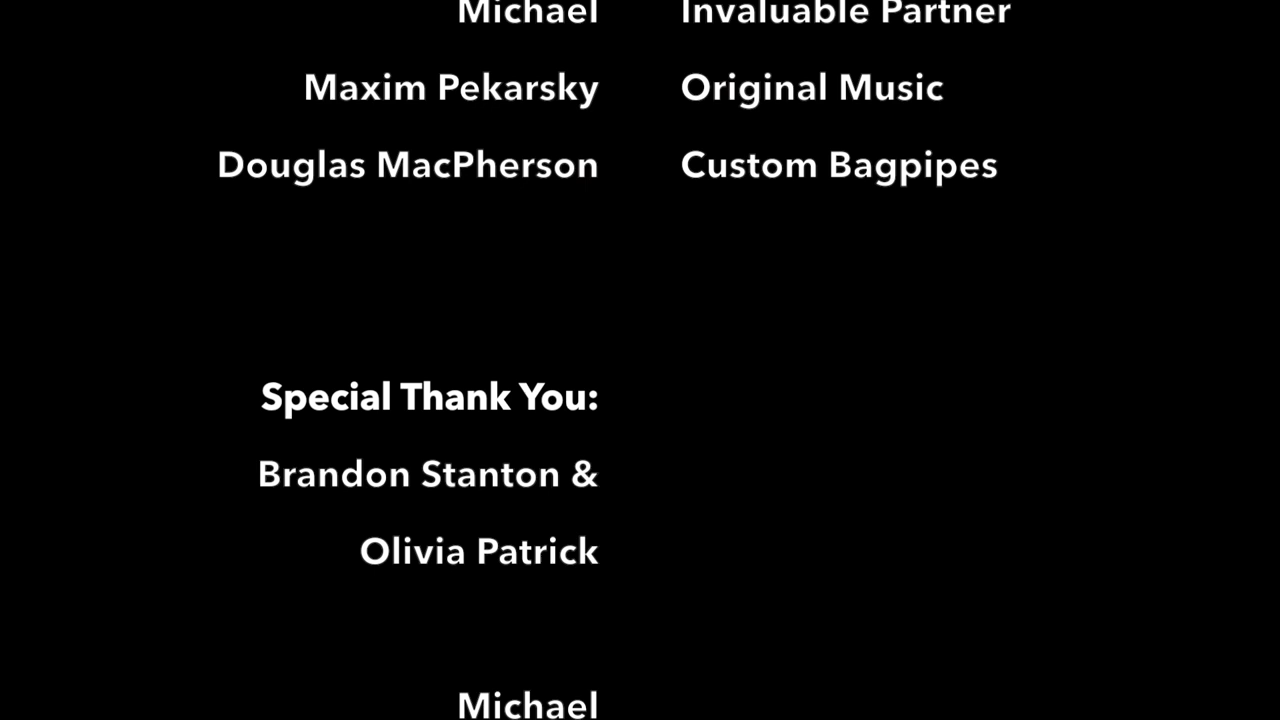 Michael Invaluable Partner
Maxim Pekarsky Original Music
Douglas MacPherson Custom Bagpipes
Special Thank You:
Brandon Stanton &
Olivia Patrick
Michael